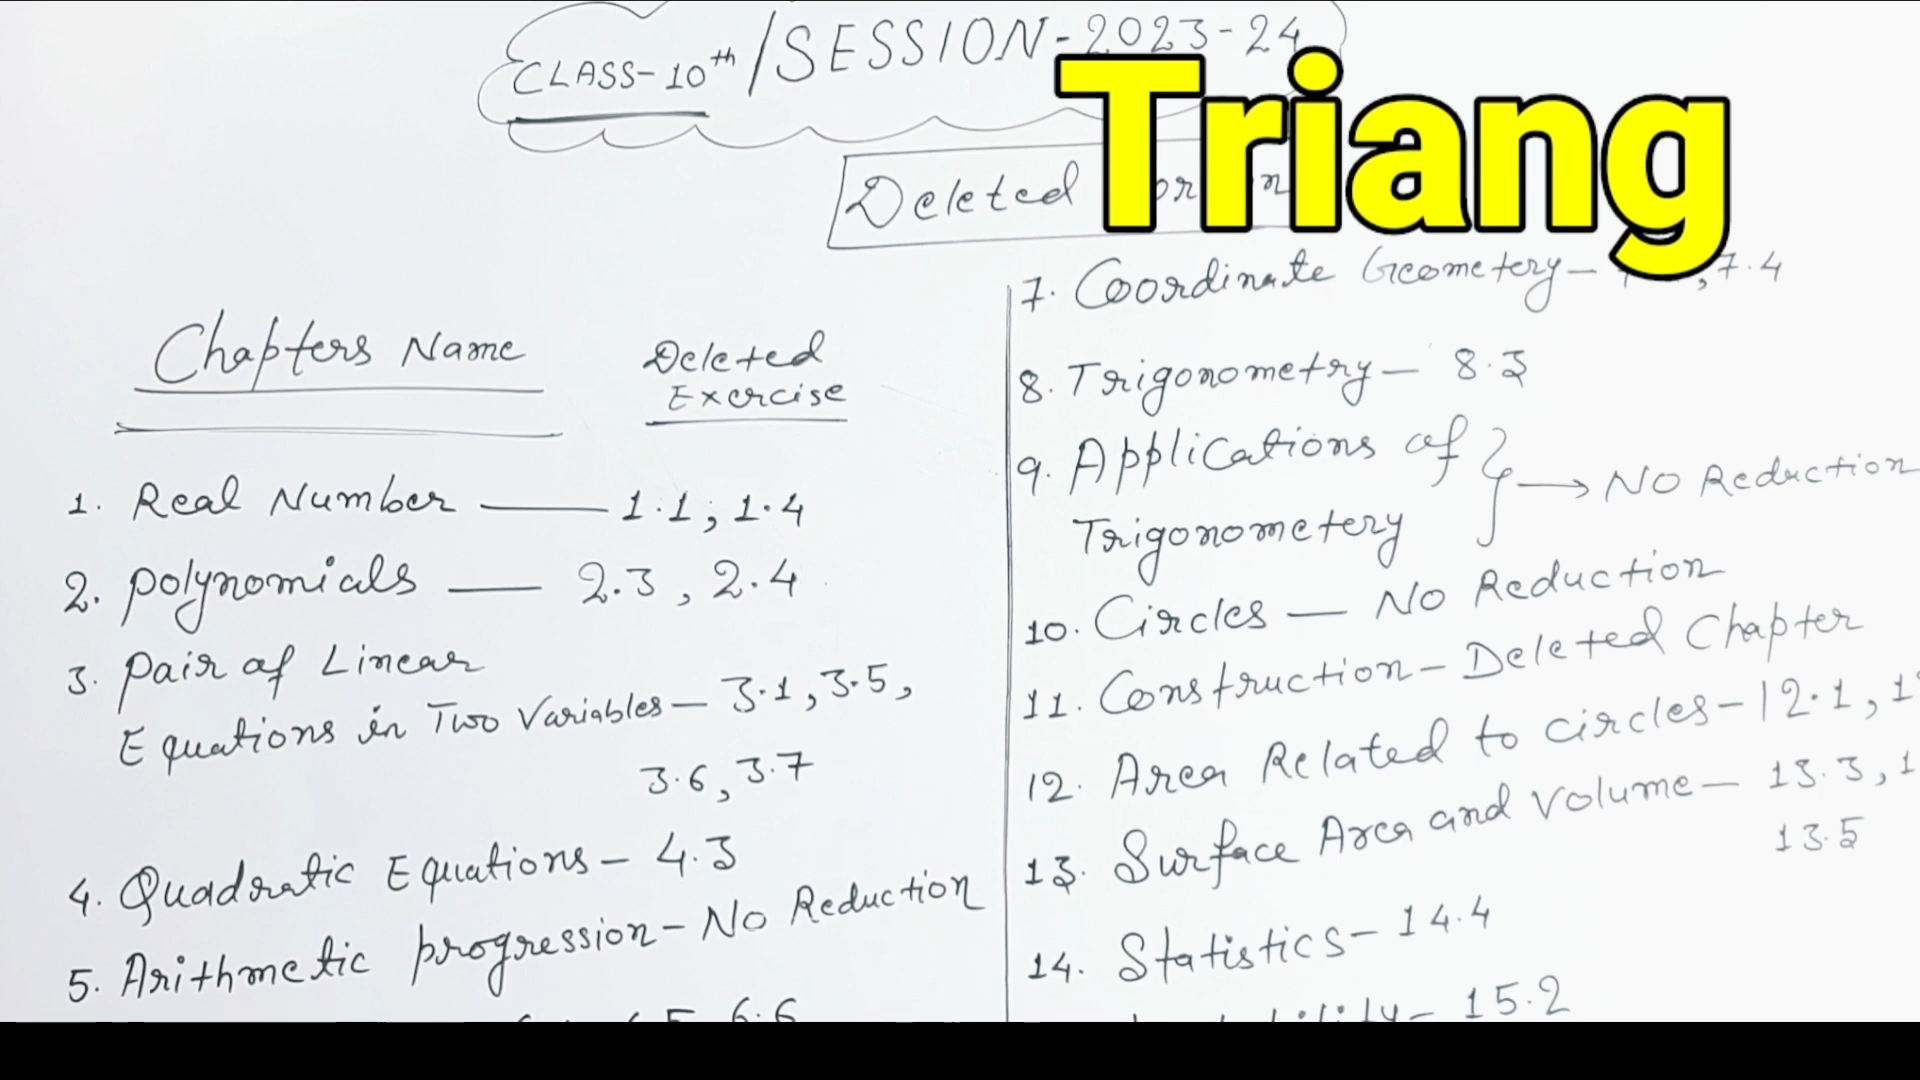 CLASS-10th/SESSION-2023-24
Triang
Deleted
Chapters Name
Deleted
Exercise
1. Real Number — 1.1, 1.4
2. Polynomials — 2.3, 2.4
3. Pair of Linear
Equations in Two Variables — 3.1, 3.5,
3.6, 3.7
4. Quadratic Equations - 4.3
5. Arithmetic progression - No Reduction
6.6
7. Coordinate Geometery - , 7.4
8. Trigonometry - 8.3
9. Applications of
Trigonometery
→ No Reduction
10. Circles — No Reduction
11. Construction - Deleted Chapter
12. Area Related to circles - 12.1,
13. Surface Area and Volume - 13.3,
13.5
14. Statistics - 14.4
15.2